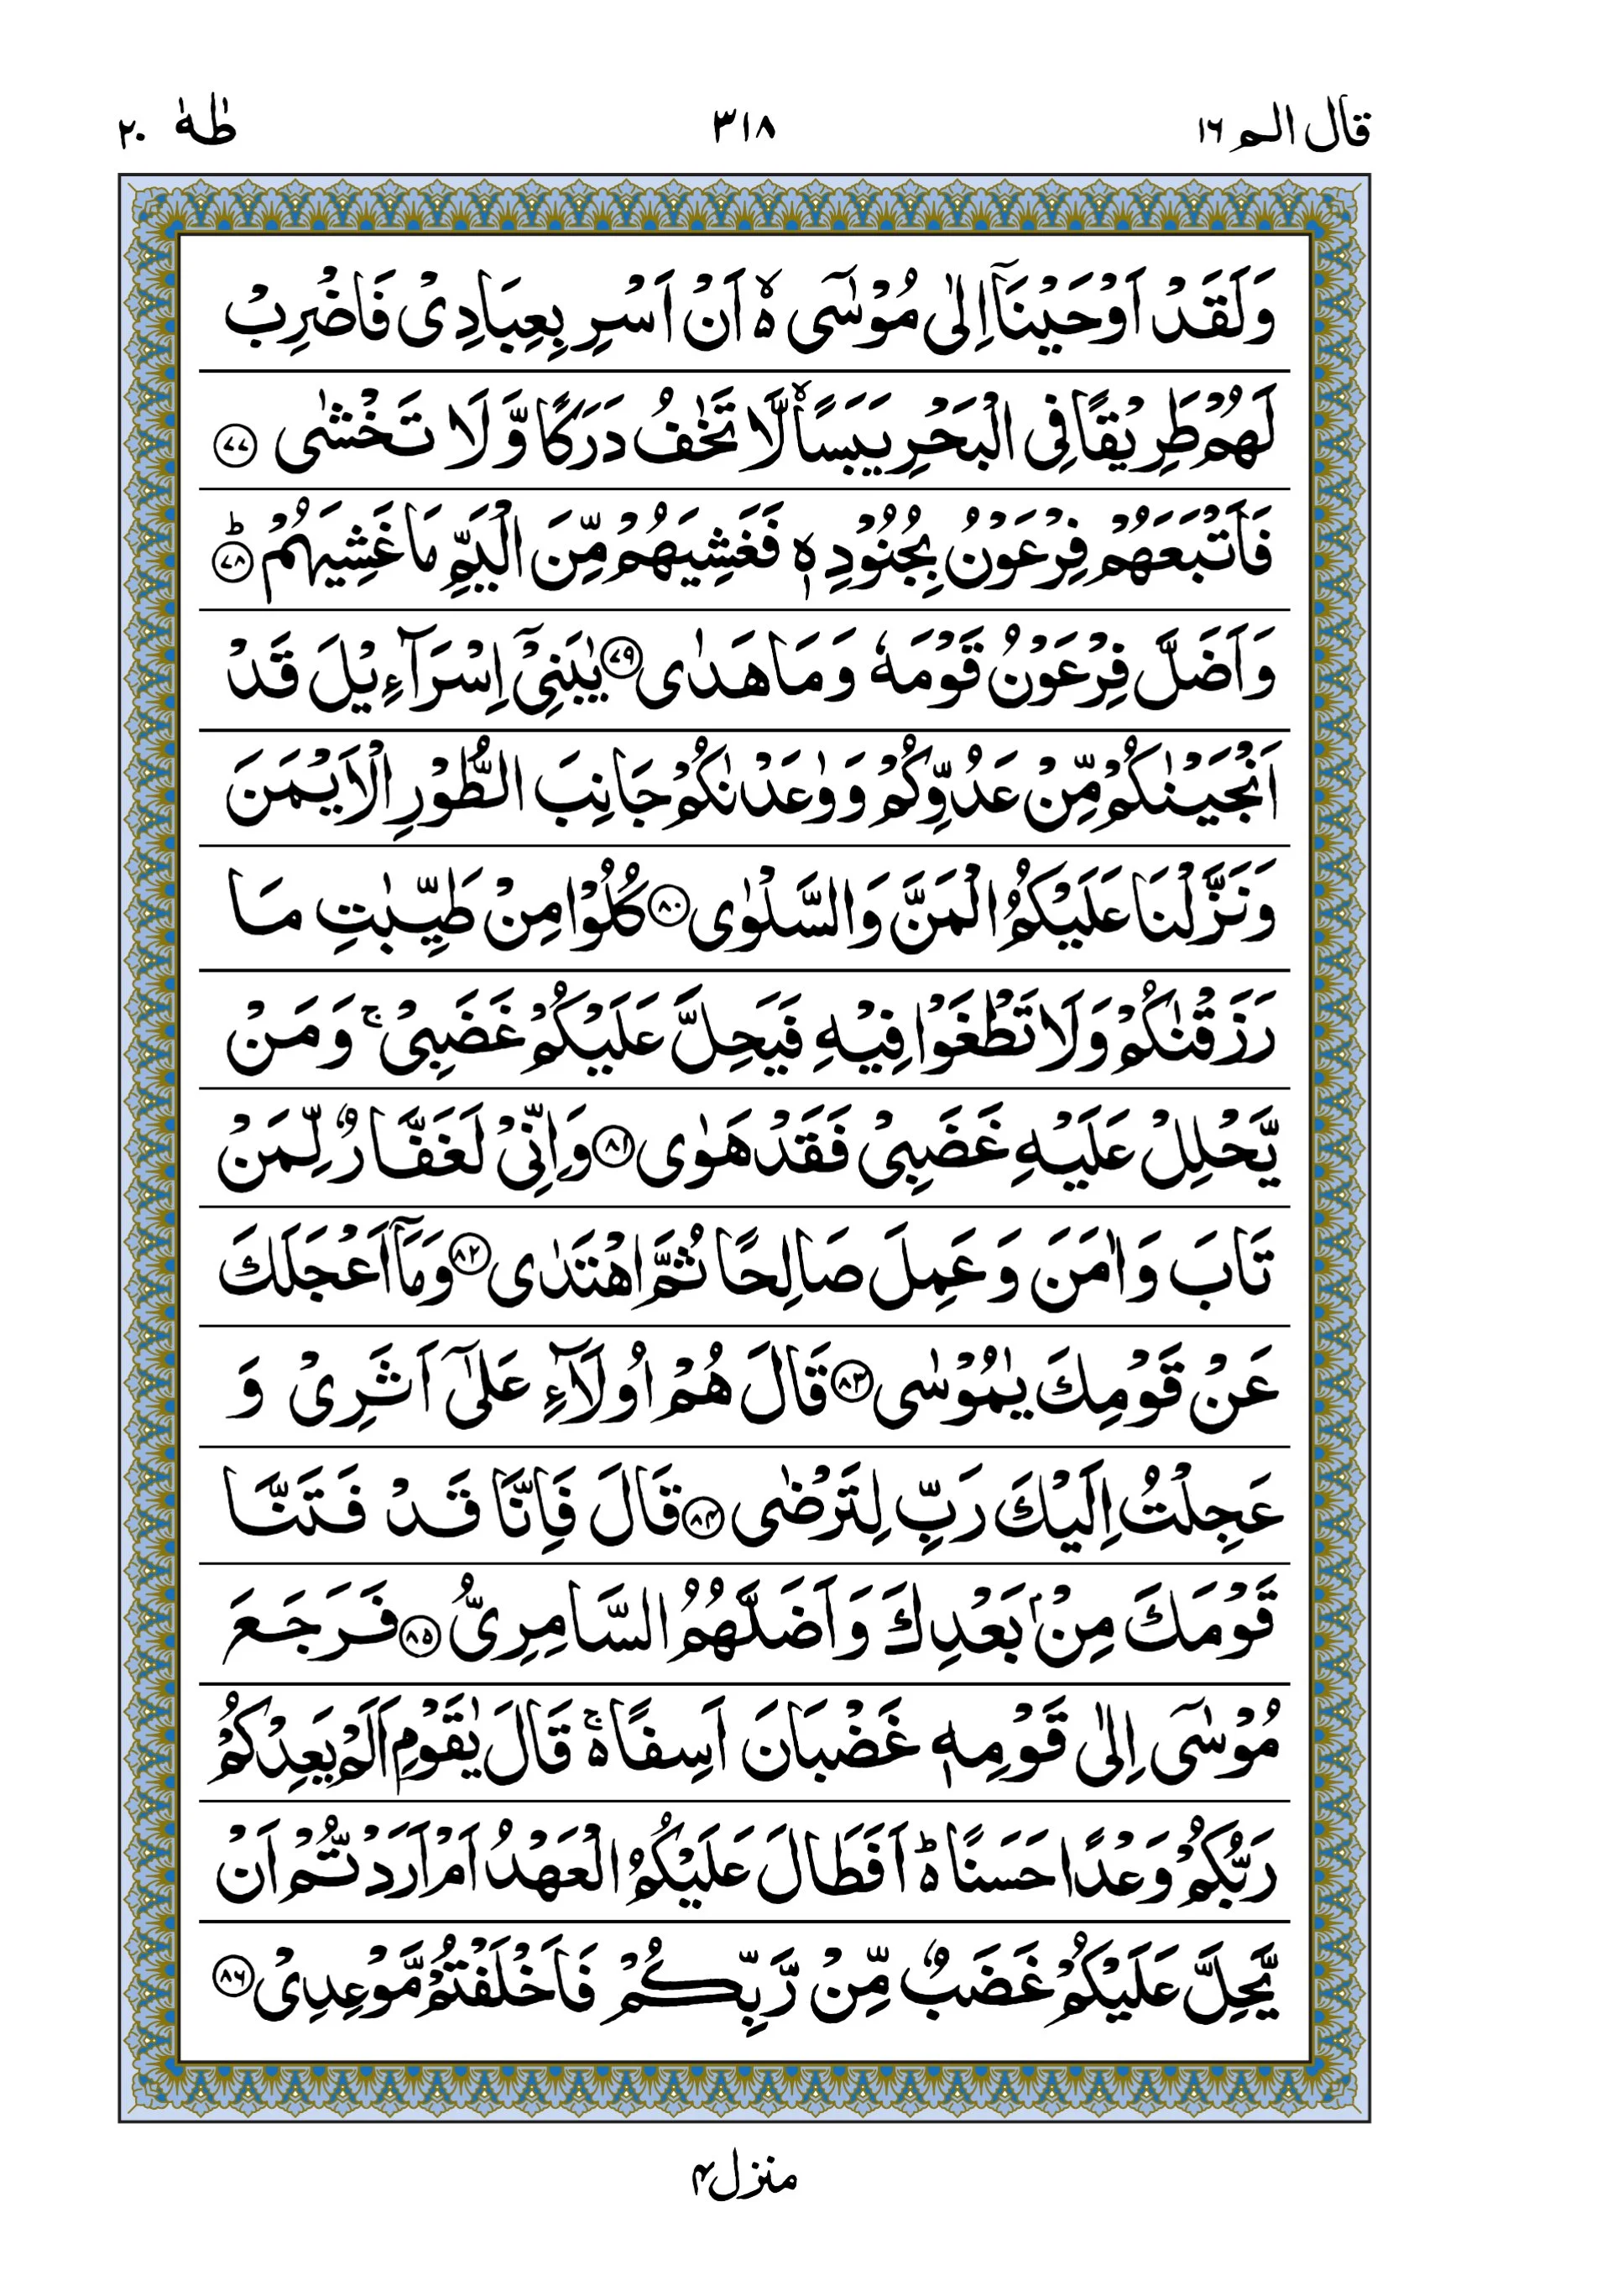 قال الم ١٦
٣١٨
طٰهٰ ٢٠
وَلَقَدْ اَوْحَيْنَاۤ اِلٰى مُوْسٰۤى ۙ۬ اَنْ اَسْرِ بِعِبَادِىْ فَاضْرِبْ
لَهُمْ طَرِيْقًا فِى الْبَحْرِ يَبَسًا ۙ لَّا تَخٰفُ دَرَكًا وَّ لَا تَخْشٰى ﴿٧٧﴾
فَاَتْبَعَهُمْ فِرْعَوْنُ بِجُنُوْدِهٖ فَغَشِيَهُمْ مِّنَ الْيَمِّ مَا غَشِيَهُمْ ﴿٧٨﴾ؕ
وَاَضَلَّ فِرْعَوْنُ قَوْمَهٗ وَمَا هَدٰى ﴿٧٩﴾ يٰبَنِىْۤ اِسْرَآءِيْلَ قَدْ
اَنْجَيْنٰكُمْ مِّنْ عَدُوِّكُمْ وَوٰعَدْنٰكُمْ جَانِبَ الطُّوْرِ الْاَيْمَنَ
وَنَزَّلْنَا عَلَيْكُمُ الْمَنَّ وَالسَّلْوٰى ﴿٨٠﴾ كُلُوْا مِنْ طَيِّبٰتِ مَا
رَزَقْنٰكُمْ وَلَا تَطْغَوْا فِيْهِ فَيَحِلَّ عَلَيْكُمْ غَضَبِىْ ۚ وَمَنْ
يَّحْلِلْ عَلَيْهِ غَضَبِىْ فَقَدْ هَوٰى ﴿٨١﴾ وَاِنِّىْ لَغَفَّارٌ لِّمَنْ
تَابَ وَاٰمَنَ وَعَمِلَ صَالِحًا ثُمَّ اهْتَدٰى ﴿٨٢﴾ وَمَاۤ اَعْجَلَكَ
عَنْ قَوْمِكَ يٰمُوْسٰى ﴿٨٣﴾ قَالَ هُمْ اُولَآءِ عَلٰٓى اَثَرِىْ وَ
عَجِلْتُ اِلَيْكَ رَبِّ لِتَرْضٰى ﴿٨٤﴾ قَالَ فَاِنَّا قَدْ فَتَنَّا
قَوْمَكَ مِنْۢ بَعْدِكَ وَاَضَلَّهُمُ السَّامِرِىُّ ﴿٨٥﴾ فَرَجَعَ
مُوْسٰۤى اِلٰى قَوْمِهٖ غَضْبَانَ اَسِفًا ۬ۚ قَالَ يٰقَوْمِ اَلَمْ يَعِدْكُمْ
رَبُّكُمْ وَعْدًا حَسَنًا ۬ؕ اَفَطَالَ عَلَيْكُمُ الْعَهْدُ اَمْ اَرَدْتُّمْ اَنْ
يَّحِلَّ عَلَيْكُمْ غَضَبٌ مِّنْ رَّبِّكُمْ فَاَخْلَفْتُمْ مَّوْعِدِىْ ﴿٨٦﴾
منزل٤